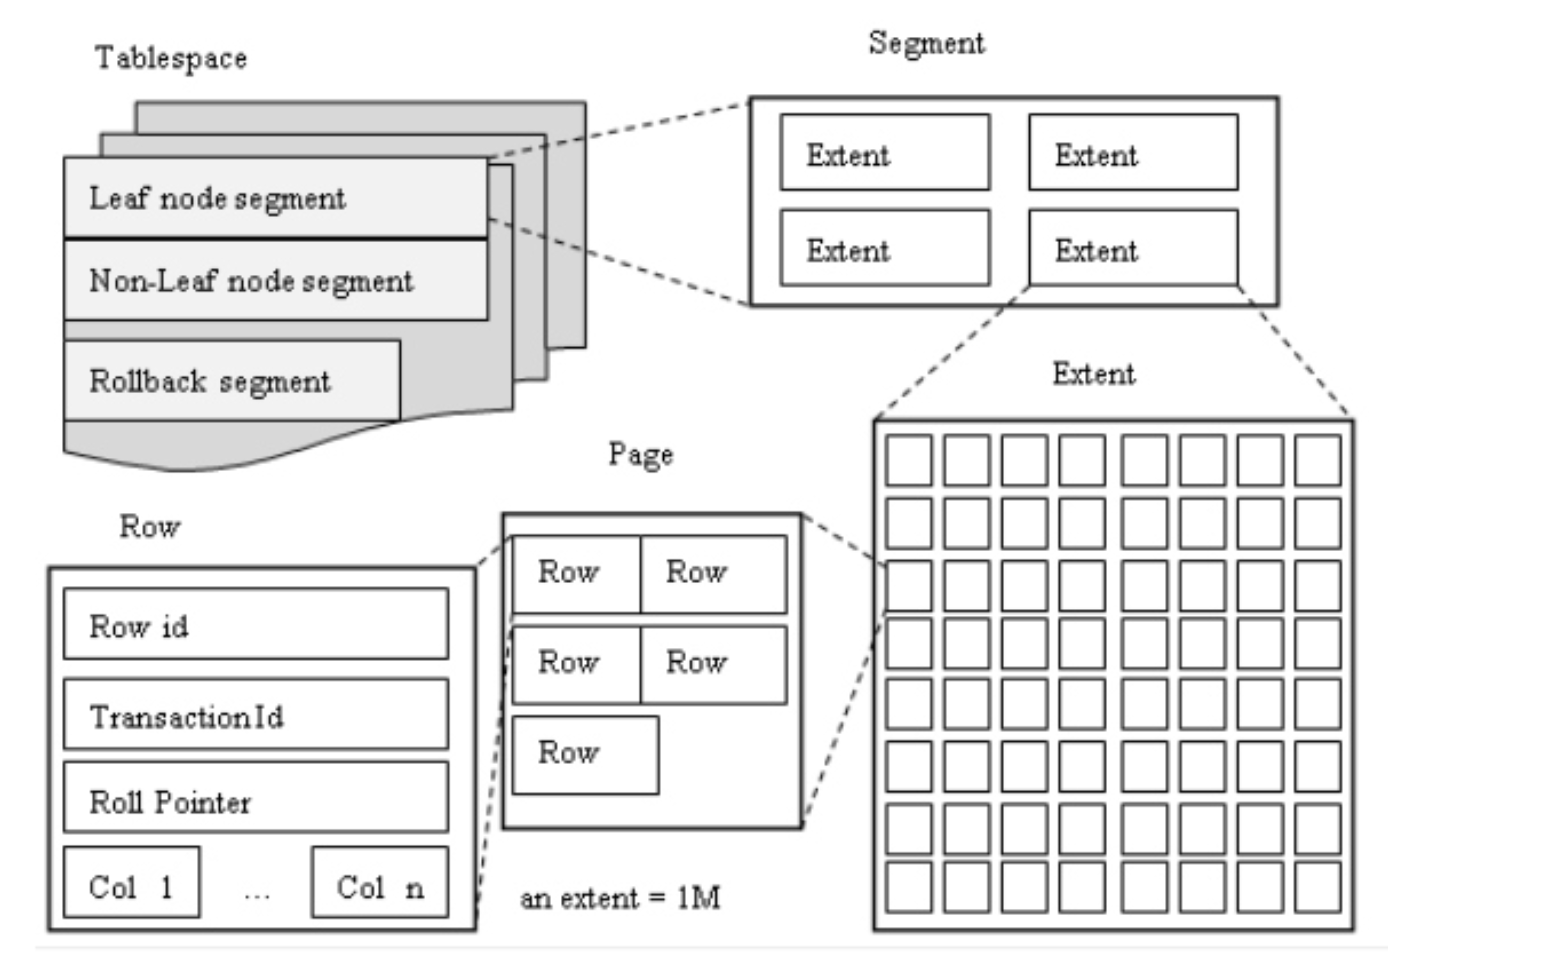 Tablespace
Leaf node segment
Non-Leaf node segment
Rollback segment
Segment
Extent Extent
Extent Extent
Extent
Page
Row Row
Row Row
Row
Row
Row id
TransactionId
Roll Pointer
Col 1 ... Col n
an extent = 1M